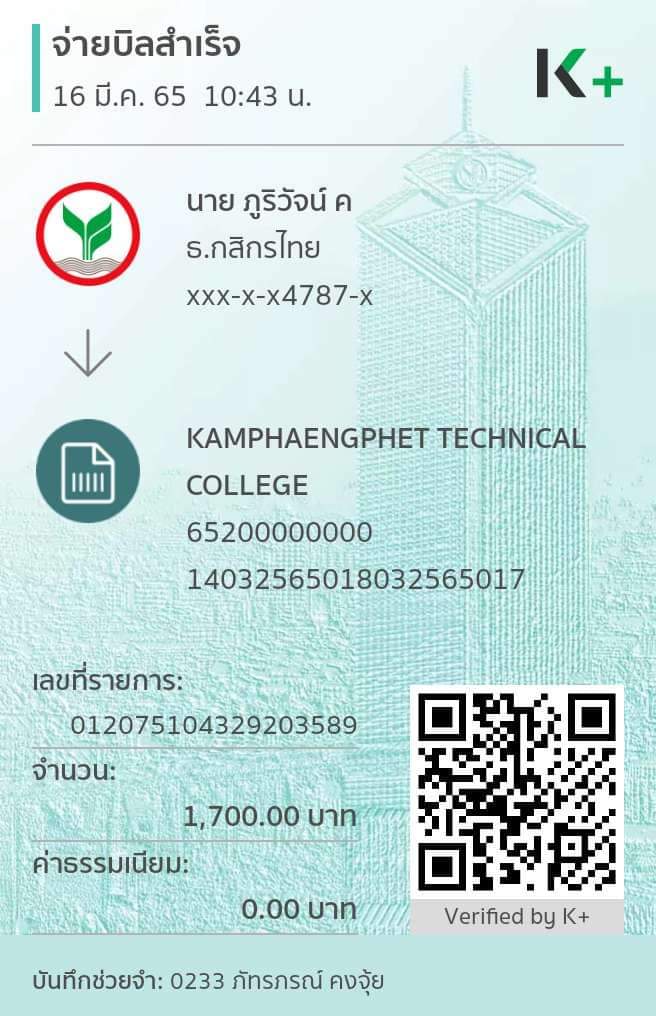 จ่ายบิลสำเร็จ
16 มี.ค. 65 10:43 น.
K+
นาย ภูริวัจน์ ค
ธ.กสิกรไทย
xxx-x-x4787-x
KAMPHAENGPHET TECHNICAL
COLLEGE
65200000000
14032565018032565017
เลขที่รายการ:
012075104329203589
จำนวน:
1,700.00 บาท
ค่าธรรมเนียม:
0.00 บาท
Verified by K+
บันทึกช่วยจำ: 0233 ภัทรภรณ์ คงจุ้ย